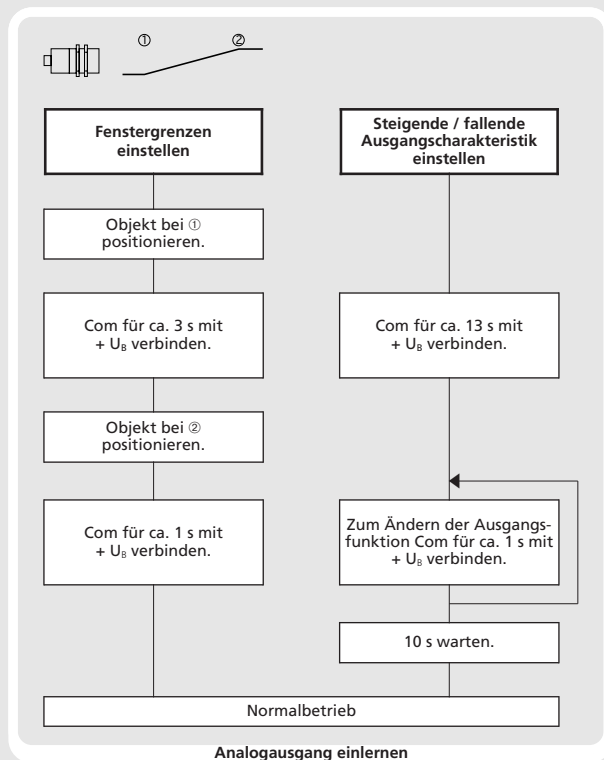 ① ②
Fenstergrenzen
einstellen
Objekt bei ①
positionieren.
Com für ca. 3 s mit
+ UB verbinden.
Objekt bei ②
positionieren.
Com für ca. 1 s mit
+ UB verbinden.
Steigende / fallende
Ausgangscharakteristik
einstellen
Com für ca. 13 s mit
+ UB verbinden.
Zum Ändern der Ausgangs-
funktion Com für ca. 1 s mit
+ UB verbinden.
10 s warten.
Normalbetrieb
Analogausgang einlernen